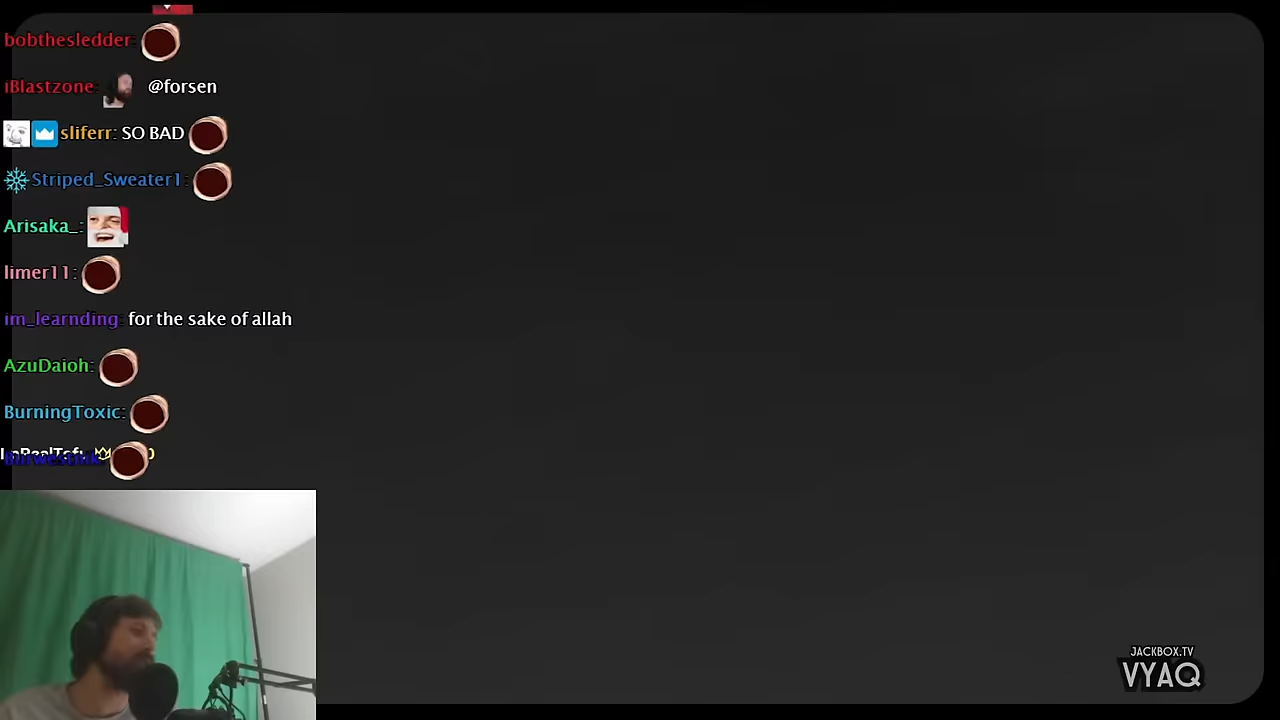 bobthesledder:
iBlastzone: @forsen
sliferr: SO BAD
Striped_Sweater1:
Arisaka_:
limer11:
im_learnding: for the sake of allah
AzuDaioh:
BurningToxic:
JACKBOX.TV
VYAQ